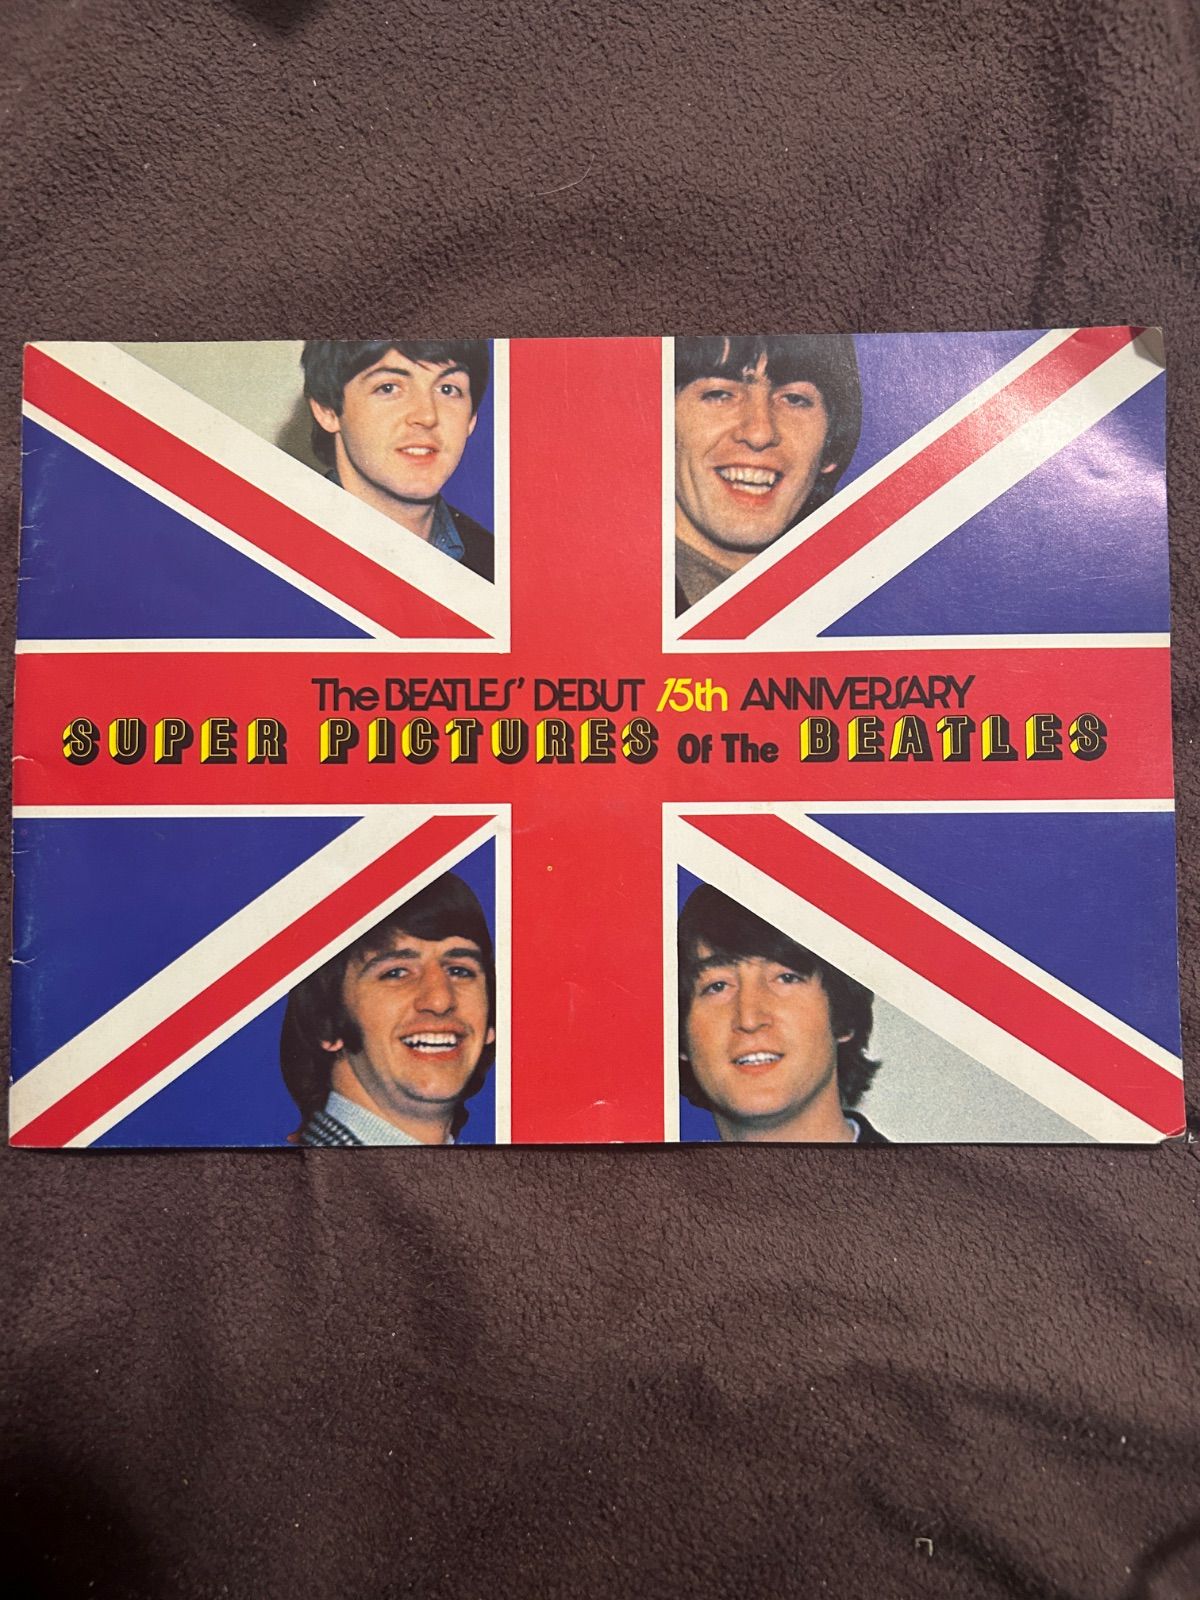 The BEATLES' DEBUT 15th ANNIVERSARY
SUPER PICTURES Of The BEATLES